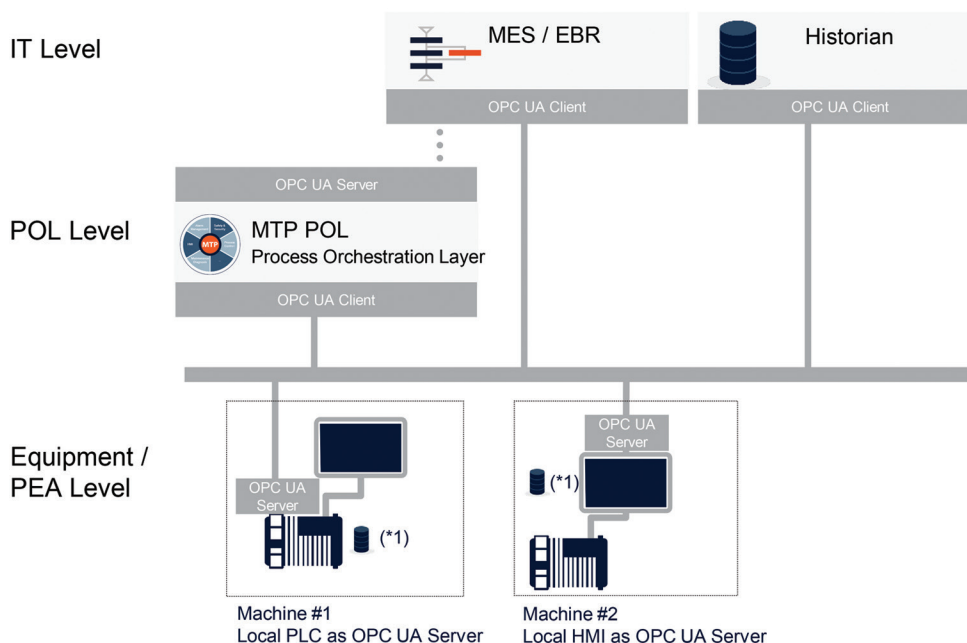 IT Level
MES / EBR
Historian
OPC UA Client
OPC UA Client
OPC UA Server
POL Level
MTP POL
Process Orchestration Layer
MTP
OPC UA Client
Equipment /
PEA Level
OPC UA
Server
(*1)
OPC UA
Server
(*1)
Machine #1
Local PLC as OPC UA Server
Machine #2
Local HMI as OPC UA Server